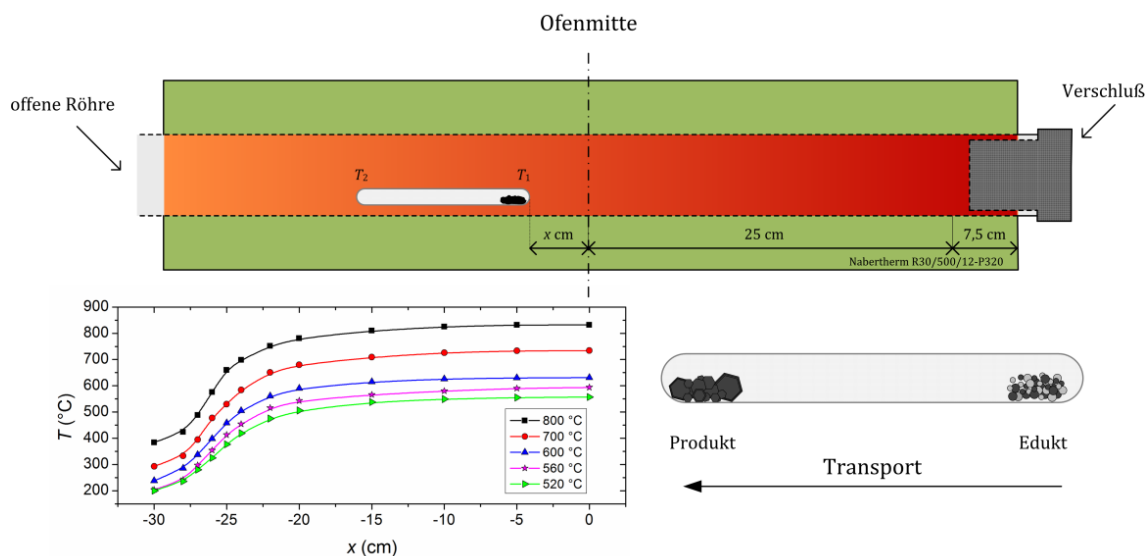 Ofenmitte
offene Röhre
Verschluß
T₂
T₁
x cm
25 cm
7,5 cm
Nabertherm R30/500/12-P320
900
800
700
600
500
400
300
200
T (°C)
800 °C
700 °C
600 °C
560 °C
520 °C
-30
-25
-20
-15
-10
-5
0
x (cm)
Produkt
Edukt
Transport